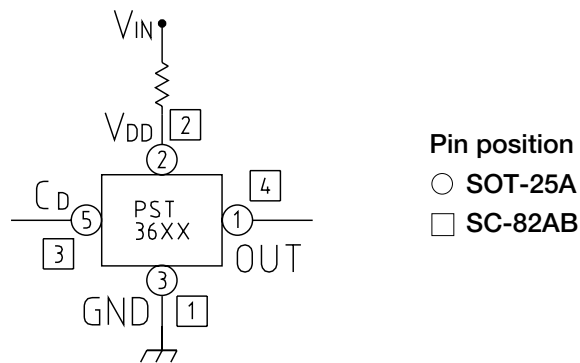 VIN
VDD 2
2
CD
5
PST
36XX
1
4
3
OUT
3
GND 1
Pin position
SOT-25A
SC-82AB